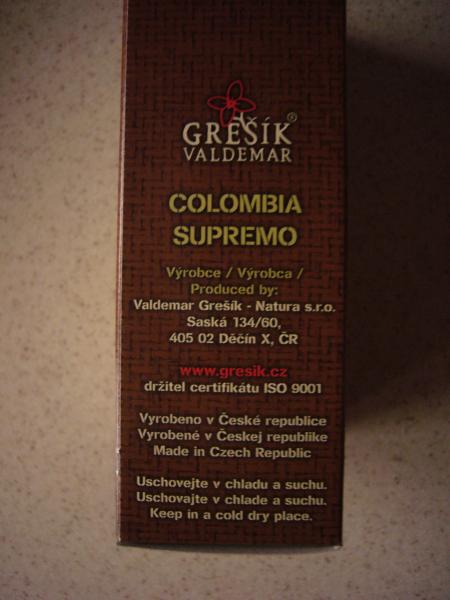 GREŠÍK®
VALDEMAR
COLOMBIA
SUPREMO
Výrobce / Výrobca /
Produced by:
Valdemar Grešík - Natura s.r.o.
Saská 134/60,
405 02 Děčín X, ČR
www.gresik.cz
držitel certifikátu ISO 9001
Vyrobeno v České republice
Vyrobené v Českej republike
Made in Czech Republic
Uschovejte v chladu a suchu.
Uschovajte v chlade a suchu.
Keep in a cold dry place.